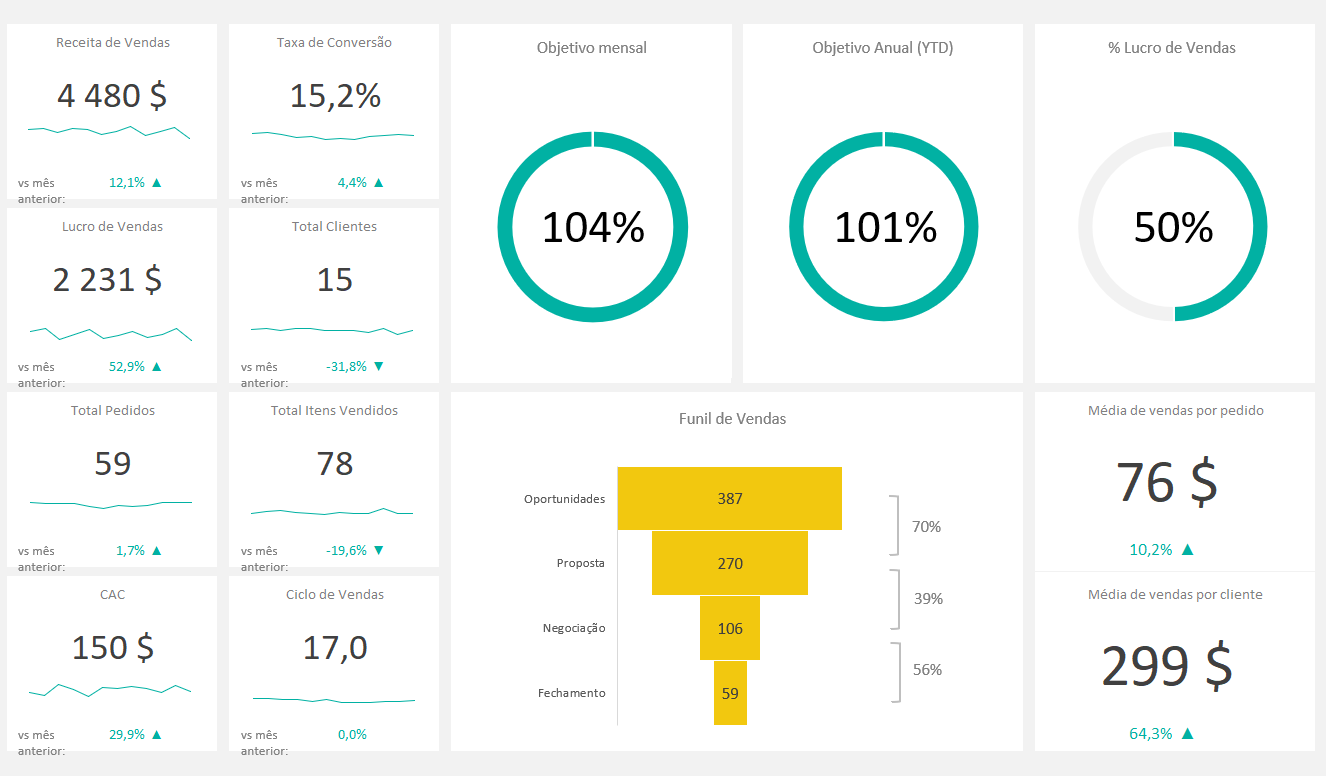 Receita de Vendas
4 480 $
vs mês
anterior:
12,1% ▲
Taxa de Conversão
15,2%
vs mês
anterior:
4,4% ▲
Objetivo mensal
104%
Objetivo Anual (YTD)
101%
% Lucro de Vendas
50%
Lucro de Vendas
2 231 $
vs mês
anterior:
52,9% ▲
Total Clientes
15
vs mês
anterior:
-31,8% ▼
Total Pedidos
59
vs mês
anterior:
1,7% ▲
Total Itens Vendidos
78
vs mês
anterior:
-19,6% ▼
Funil de Vendas
Oportunidades
387
70%
Proposta
270
39%
Negociação
106
56%
Fechamento
59
Média de vendas por pedido
76 $
10,2% ▲
CAC
150 $
vs mês
anterior:
29,9% ▲
Ciclo de Vendas
17,0
vs mês
anterior:
0,0%
Média de vendas por cliente
299 $
64,3% ▲